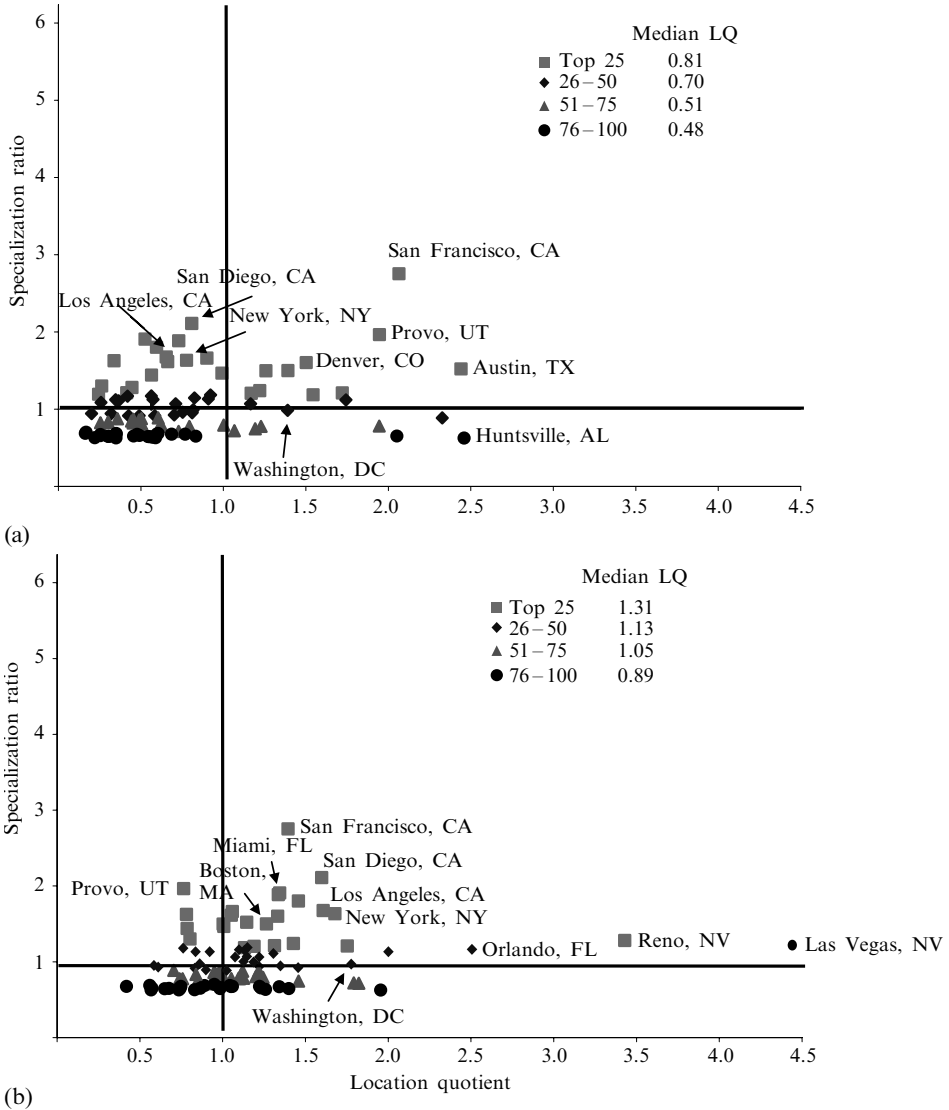 6
5
4
3
2
1
Specialization ratio
Median LQ
Top 25 0.81
26–50 0.70
51–75 0.51
76–100 0.48
San Francisco, CA
San Diego, CA
Los Angeles, CA
New York, NY
Provo, UT
Denver, CO
Austin, TX
Huntsville, AL
Washington, DC
0.5 1.0 1.5 2.0 2.5 3.0 3.5 4.0 4.5
(a)
6
5
4
3
2
1
Specialization ratio
Median LQ
Top 25 1.31
26–50 1.13
51–75 1.05
76–100 0.89
San Francisco, CA
Miami, FL
San Diego, CA
Boston,
MA
Provo, UT
Los Angeles, CA
New York, NY
Orlando, FL
Reno, NV
Las Vegas, NV
Washington, DC
0.5 1.0 1.5 2.0 2.5 3.0 3.5 4.0 4.5
Location quotient
(b)